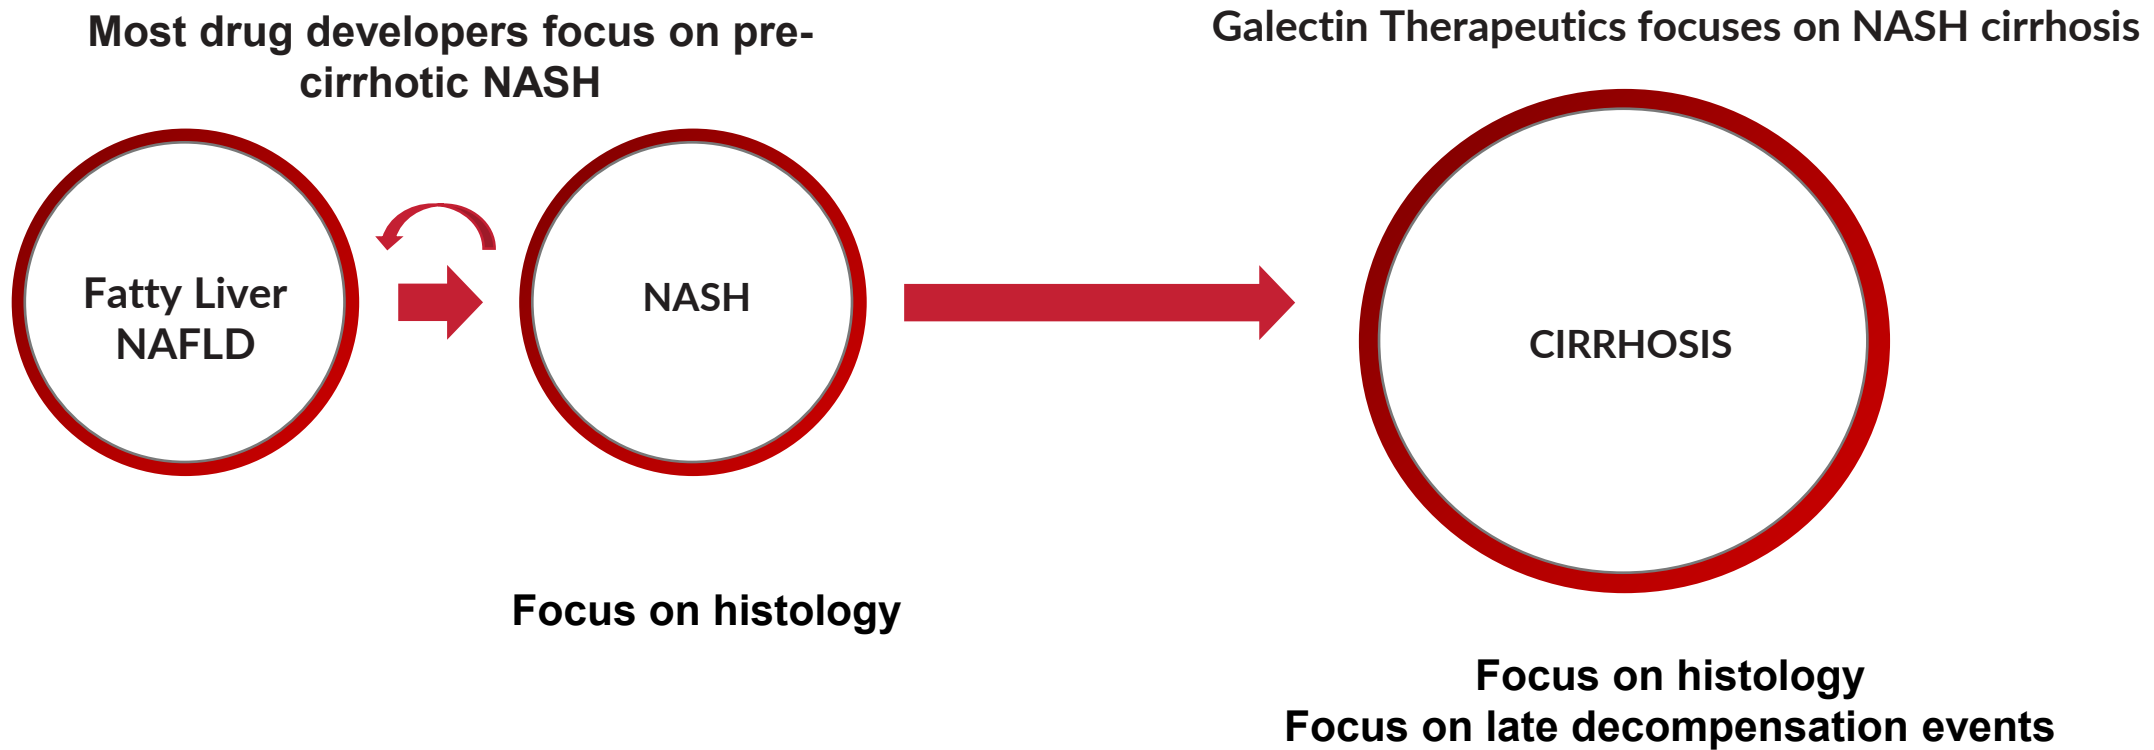 Most drug developers focus on pre-
cirrhotic NASH
Galectin Therapeutics focuses on NASH cirrhosis
Fatty Liver
NAFLD
NASH
CIRRHOSIS
Focus on histology
Focus on histology
Focus on late decompensation events